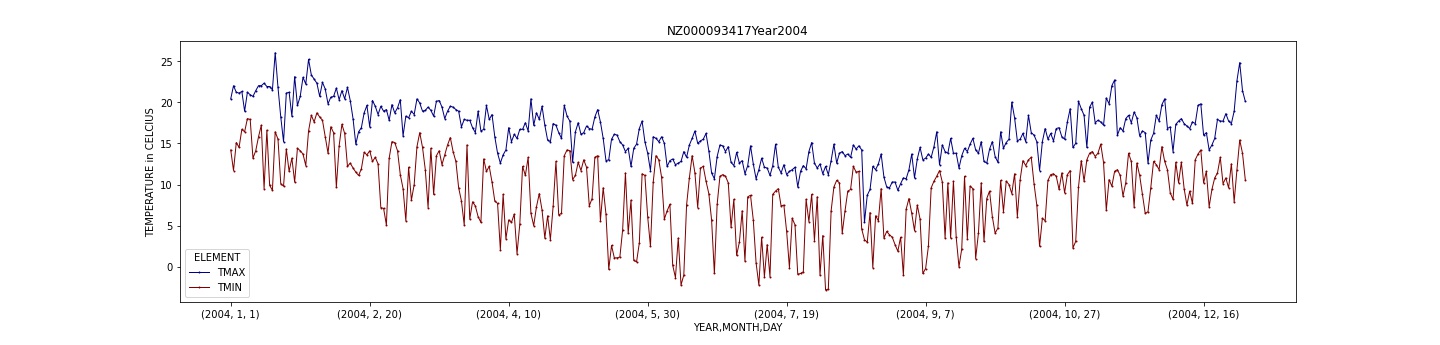 NZ000093417Year2004
TEMPERATURE in CELCIUS
25
20
15
10
5
0
ELEMENT
TMAX
TMIN
(2004, 1, 1) (2004, 2, 20) (2004, 4, 10) (2004, 5, 30) (2004, 7, 19) (2004, 9, 7) (2004, 10, 27) (2004, 12, 16)
YEAR,MONTH,DAY